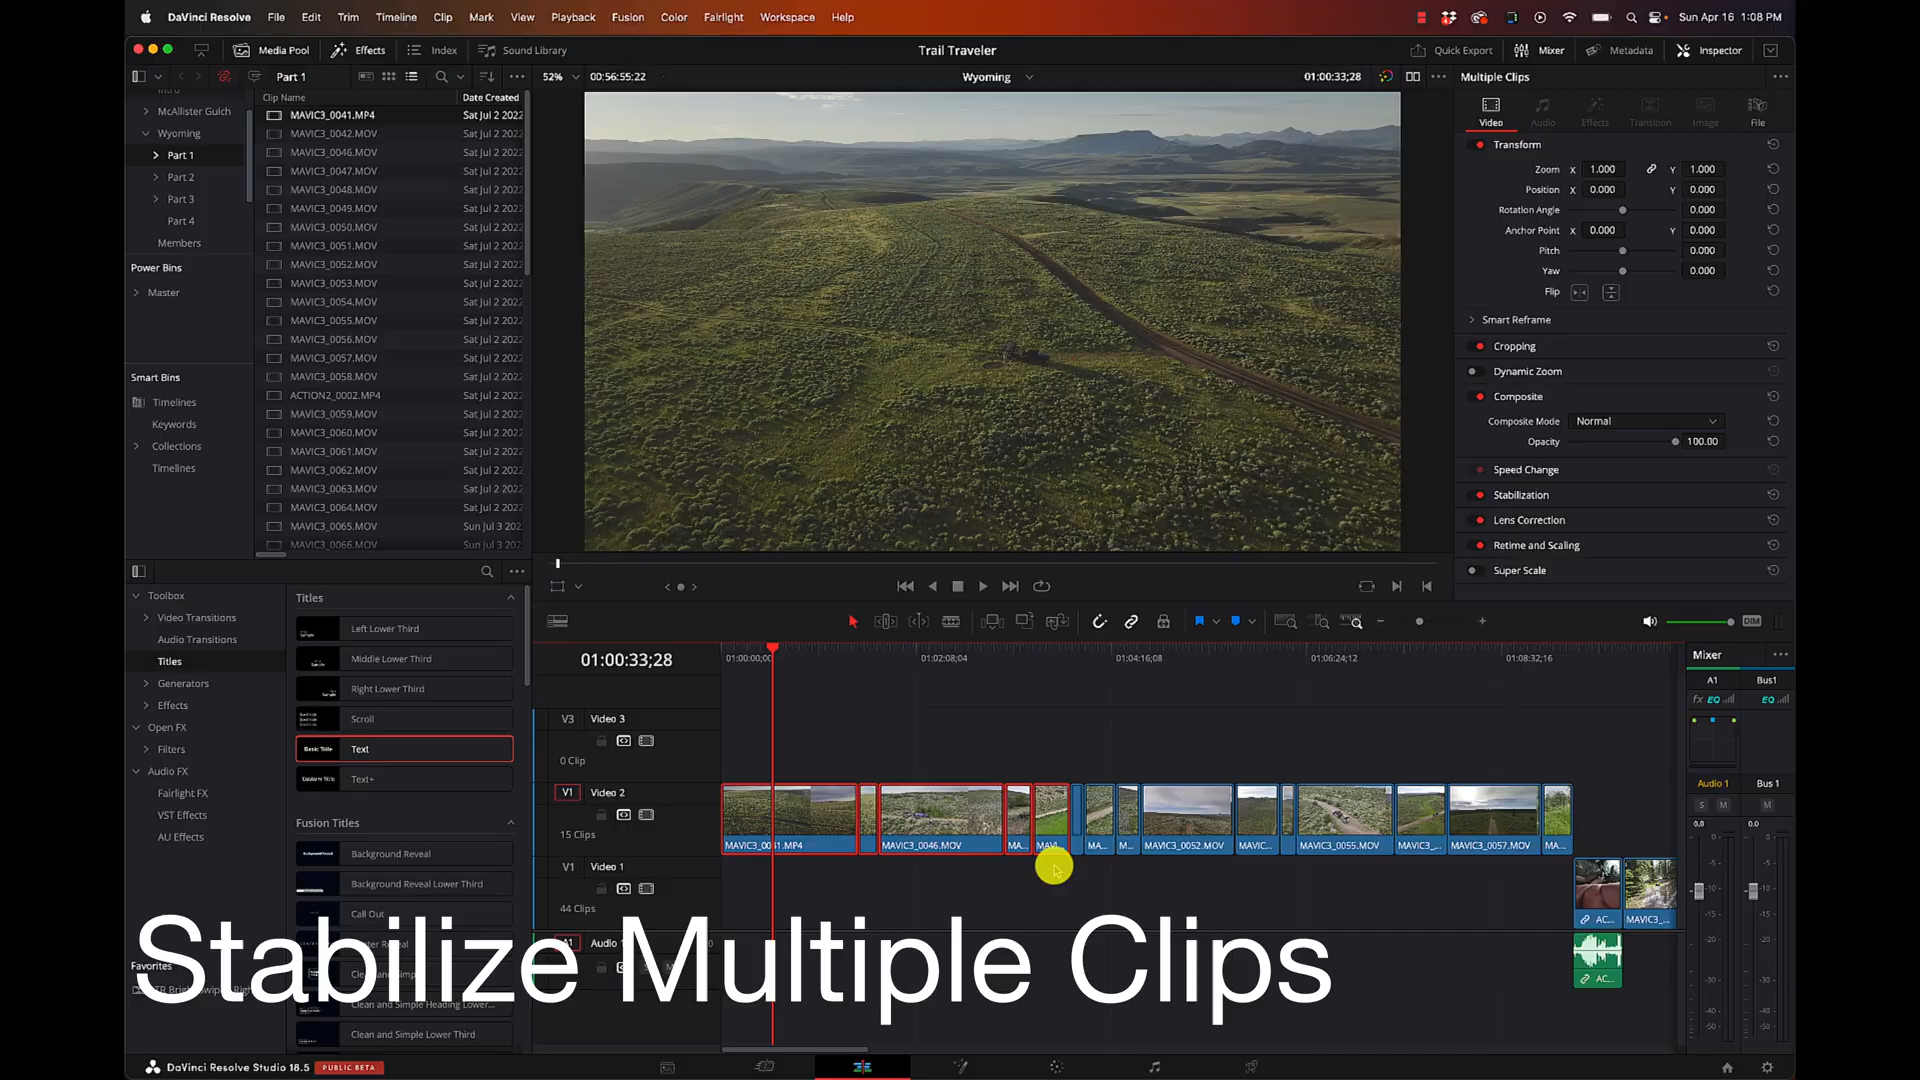 DaVinci Resolve File Edit Trim Timeline Clip Mark View Playback Fusion Color Fairlight Workspace Help
Sun Apr 16 1:08 PM
Media Pool Effects Index Sound Library
Trail Traveler
Quick Export Mixer Metadata Inspector
Part 1
52% 00:56:55:22
Wyoming
01:00:33;28
Multiple Clips
McAllister Gulch
Wyoming
Part 1
Part 2
Part 3
Part 4
Members
Power Bins
Master
Smart Bins
Timelines
Keywords
Collections
Timelines
Clip Name Date Created
MAVIC3_0041.MP4 Sat Jul 2 2022
MAVIC3_0042.MOV Sat Jul 2 2022
MAVIC3_0046.MOV Sat Jul 2 2022
MAVIC3_0047.MOV Sat Jul 2 2022
MAVIC3_0048.MOV Sat Jul 2 2022
MAVIC3_0049.MOV Sat Jul 2 2022
MAVIC3_0050.MOV Sat Jul 2 2022
MAVIC3_0051.MOV Sat Jul 2 2022
MAVIC3_0052.MOV Sat Jul 2 2022
MAVIC3_0053.MOV Sat Jul 2 2022
MAVIC3_0054.MOV Sat Jul 2 2022
MAVIC3_0055.MOV Sat Jul 2 2022
MAVIC3_0056.MOV Sat Jul 2 2022
MAVIC3_0057.MOV Sat Jul 2 2022
MAVIC3_0058.MOV Sat Jul 2 2022
ACTION2_0002.MP4 Sat Jul 2 2022
MAVIC3_0059.MOV Sat Jul 2 2022
MAVIC3_0060.MOV Sat Jul 2 2022
MAVIC3_0061.MOV Sat Jul 2 2022
MAVIC3_0062.MOV Sat Jul 2 2022
MAVIC3_0063.MOV Sat Jul 2 2022
MAVIC3_0064.MOV Sat Jul 2 2022
MAVIC3_0065.MOV Sun Jul 3 202
MAVIC3_0066.MOV Sun Jul 3 202
Video Audio Effects Transition Image File
Transform
Zoom X 1.000 Y 1.000
Position X 0.000 Y 0.000
Rotation Angle 0.000
Anchor Point X 0.000 Y 0.000
Pitch 0.000
Yaw 0.000
Flip
Smart Reframe
Cropping
Dynamic Zoom
Composite
Composite Mode Normal
Opacity 100.00
Speed Change
Stabilization
Lens Correction
Retime and Scaling
Super Scale
Toolbox
Video Transitions
Audio Transitions
Titles
Generators
Effects
Open FX
Filters
Audio FX
Fairlight FX
VST Effects
AU Effects
Favorites
Titles
Left Lower Third
Middle Lower Third
Right Lower Third
Scroll
Basic Title Text
Custom Title Text+
Fusion Titles
Background Reveal
Background Reveal Lower Third
Call Out
Clean and Simple Heading Lower...
Clean and Simple Lower Third
DIM
01:00:33;28
01:00:00;00 01:02:08;04 01:04:16;08 01:06:24;12 01:08:32;16
V3 Video 3
0 Clip
V1 Video 2
15 Clips
MAVIC3_0041.MP4 MAVIC3_0046.MOV MA... MAVI... MA... M... MAVIC3_0052.MOV MAVIC... MAVIC3_0055.MOV MAVIC3_... MAVIC3_0057.MOV MA...
V1 Video 1
44 Clips
AC... MAVIC3_...
A1 Audio
AC...
Mixer
A1 Bus1
fx EQ EQ
Audio 1 Bus 1
S M M
0.0 0.0
Stabilize Multiple Clips
DaVinci Resolve Studio 18.5 PUBLIC BETA